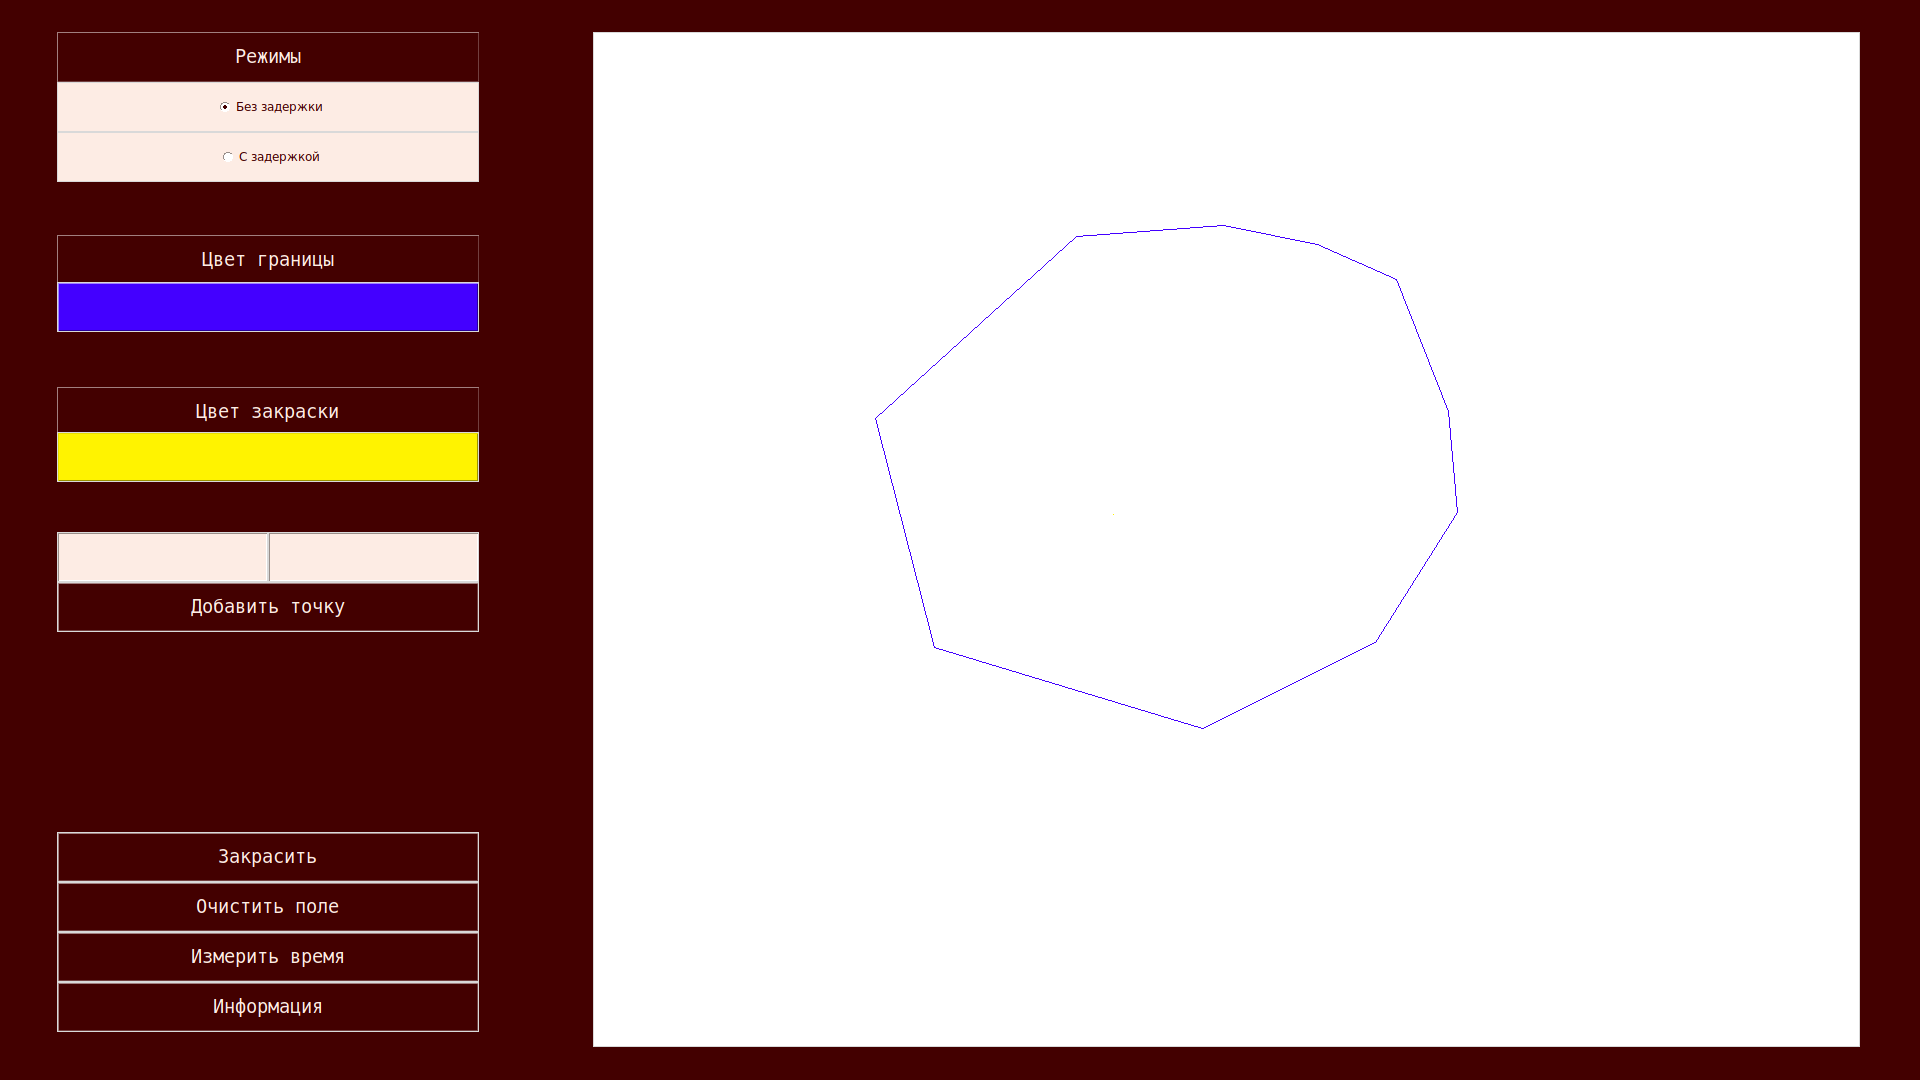 Режимы
Без задержки
С задержкой
Цвет границы
Цвет закраски
Добавить точку
Закрасить
Очистить поле
Измерить время
Информация